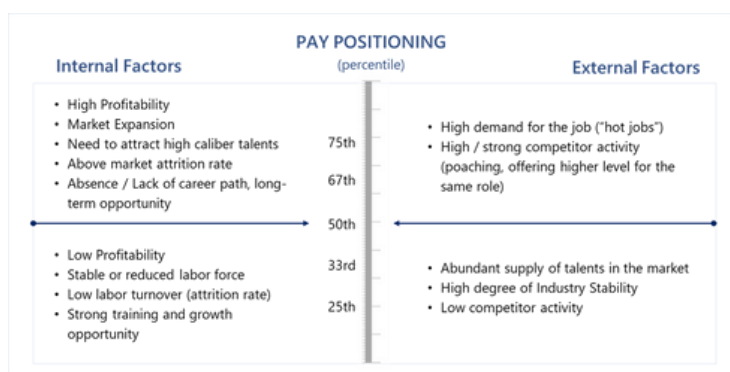 PAY POSITIONING
(percentile)
Internal Factors
External Factors
• High Profitability
• Market Expansion
• Need to attract high caliber talents
• Above market attrition rate
• Absence / Lack of career path, long-
term opportunity
75th
67th
50th
33rd
25th
• High demand for the job ("hot jobs")
• High / strong competitor activity
(poaching, offering higher level for the
same role)
• Low Profitability
• Stable or reduced labor force
• Low labor turnover (attrition rate)
• Strong training and growth
opportunity
• Abundant supply of talents in the market
• High degree of Industry Stability
• Low competitor activity